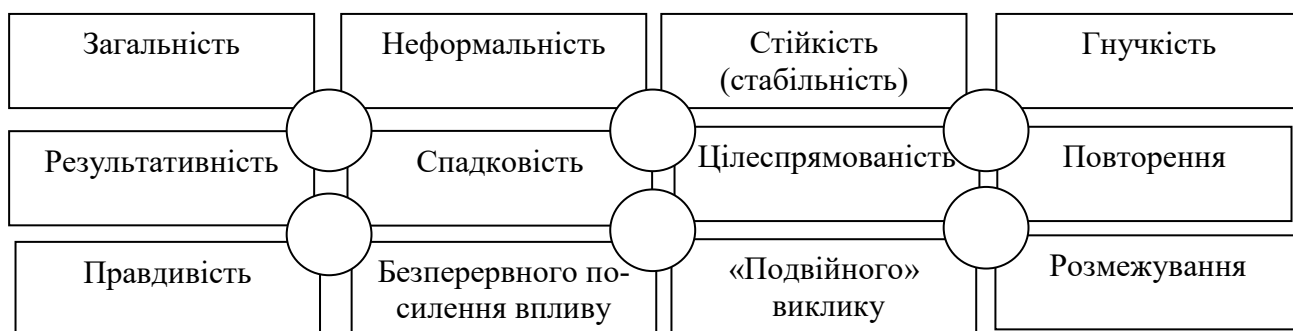 Загальність
Неформальність
Стійкість
(стабільність)
Гнучкість
Результативність
Спадковість
Цілеспрямованість
Повторення
Правдивість
Безперервного по-
силення впливу
«Подвійного»
виклику
Розмежування